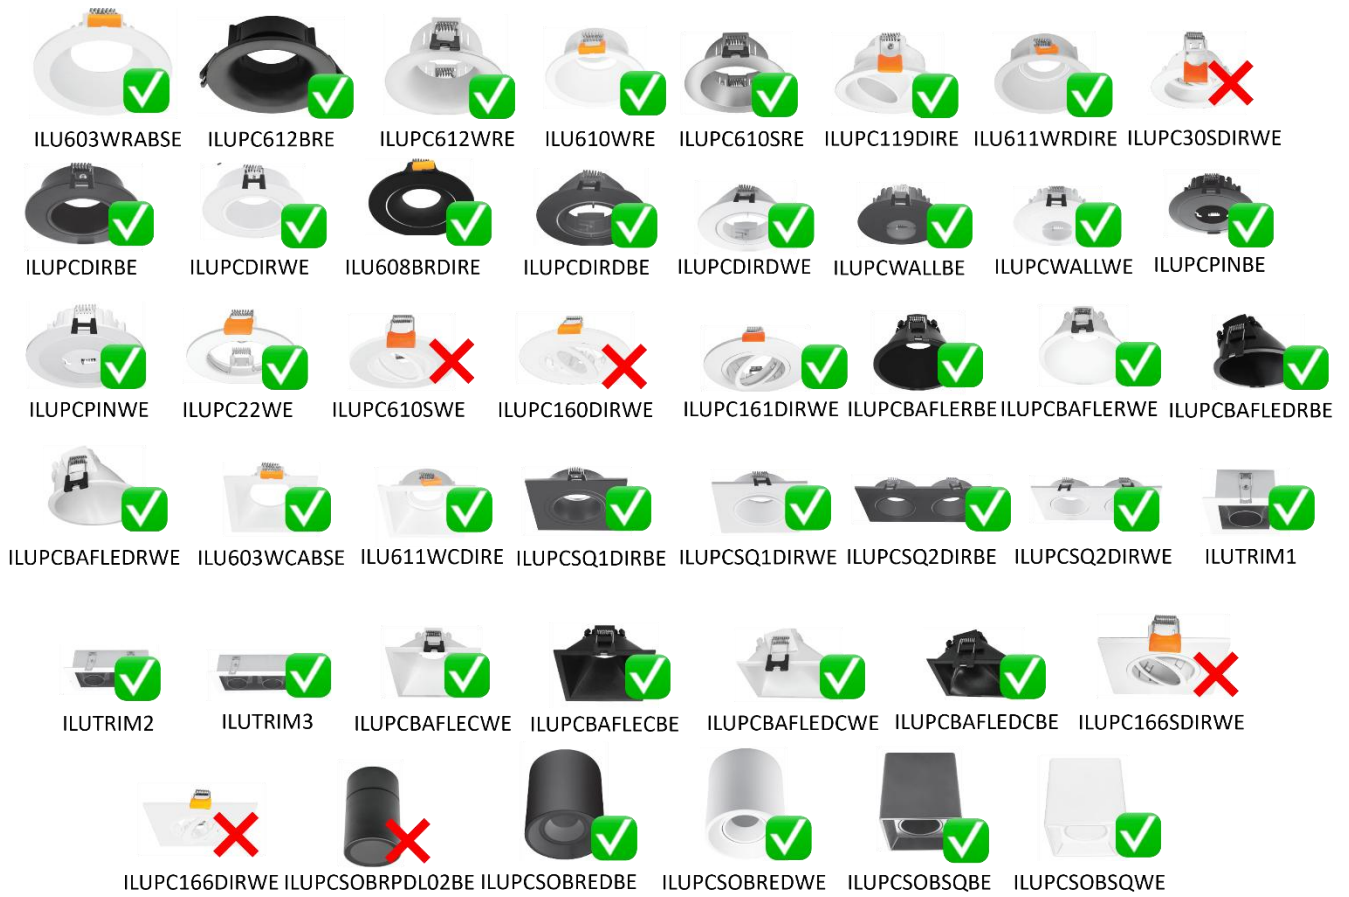 ILU603WRABSE ILUPC612BRE ILUPC612WRE ILU610WRE ILUPC610SRE ILUPC119DIRE ILU611WRDIRE ILUPC30SDIRWE
ILUPCDIRBE ILUPCDIRWE ILU608BRDIRE ILUPCDIRDBE ILUPCDIRDWE ILUPCWALLBE ILUPCWALLWE ILUPCPINBE
ILUPCPINWE ILUPC22WE ILUPC610SWE ILUPC160DIRWE ILUPC161DIRWE ILUPCBAFLERBE ILUPCBAFLERWE ILUPCBAFLEDRBE
ILUPCBAFLEDRWE ILU603WCABSE ILU611WCDIRE ILUPCSQ1DIRBE ILUPCSQ1DIRWE ILUPCSQ2DIRBE ILUPCSQ2DIRWE ILUTRIM1
ILUTRIM2 ILUTRIM3 ILUPCBAFLECWE ILUPCBAFLECBE ILUPCBAFLEDCWE ILUPCBAFLEDCBE ILUPC166SDIRWE
ILUPC166DIRWE ILUPCSOBRPDL02BE ILUPCSOBREDBE ILUPCSOBREDWE ILUPCSOBSQBE ILUPCSOBSQWE